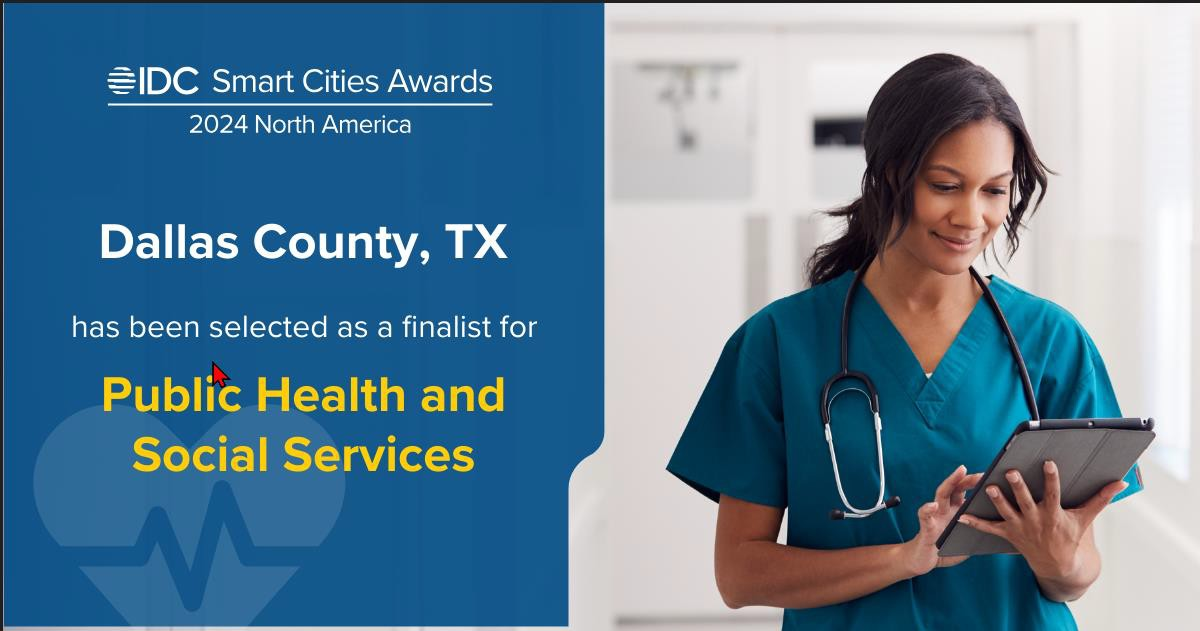 IDC Smart Cities Awards
2024 North America
Dallas County, TX
has been selected as a finalist for
Public Health and
Social Services